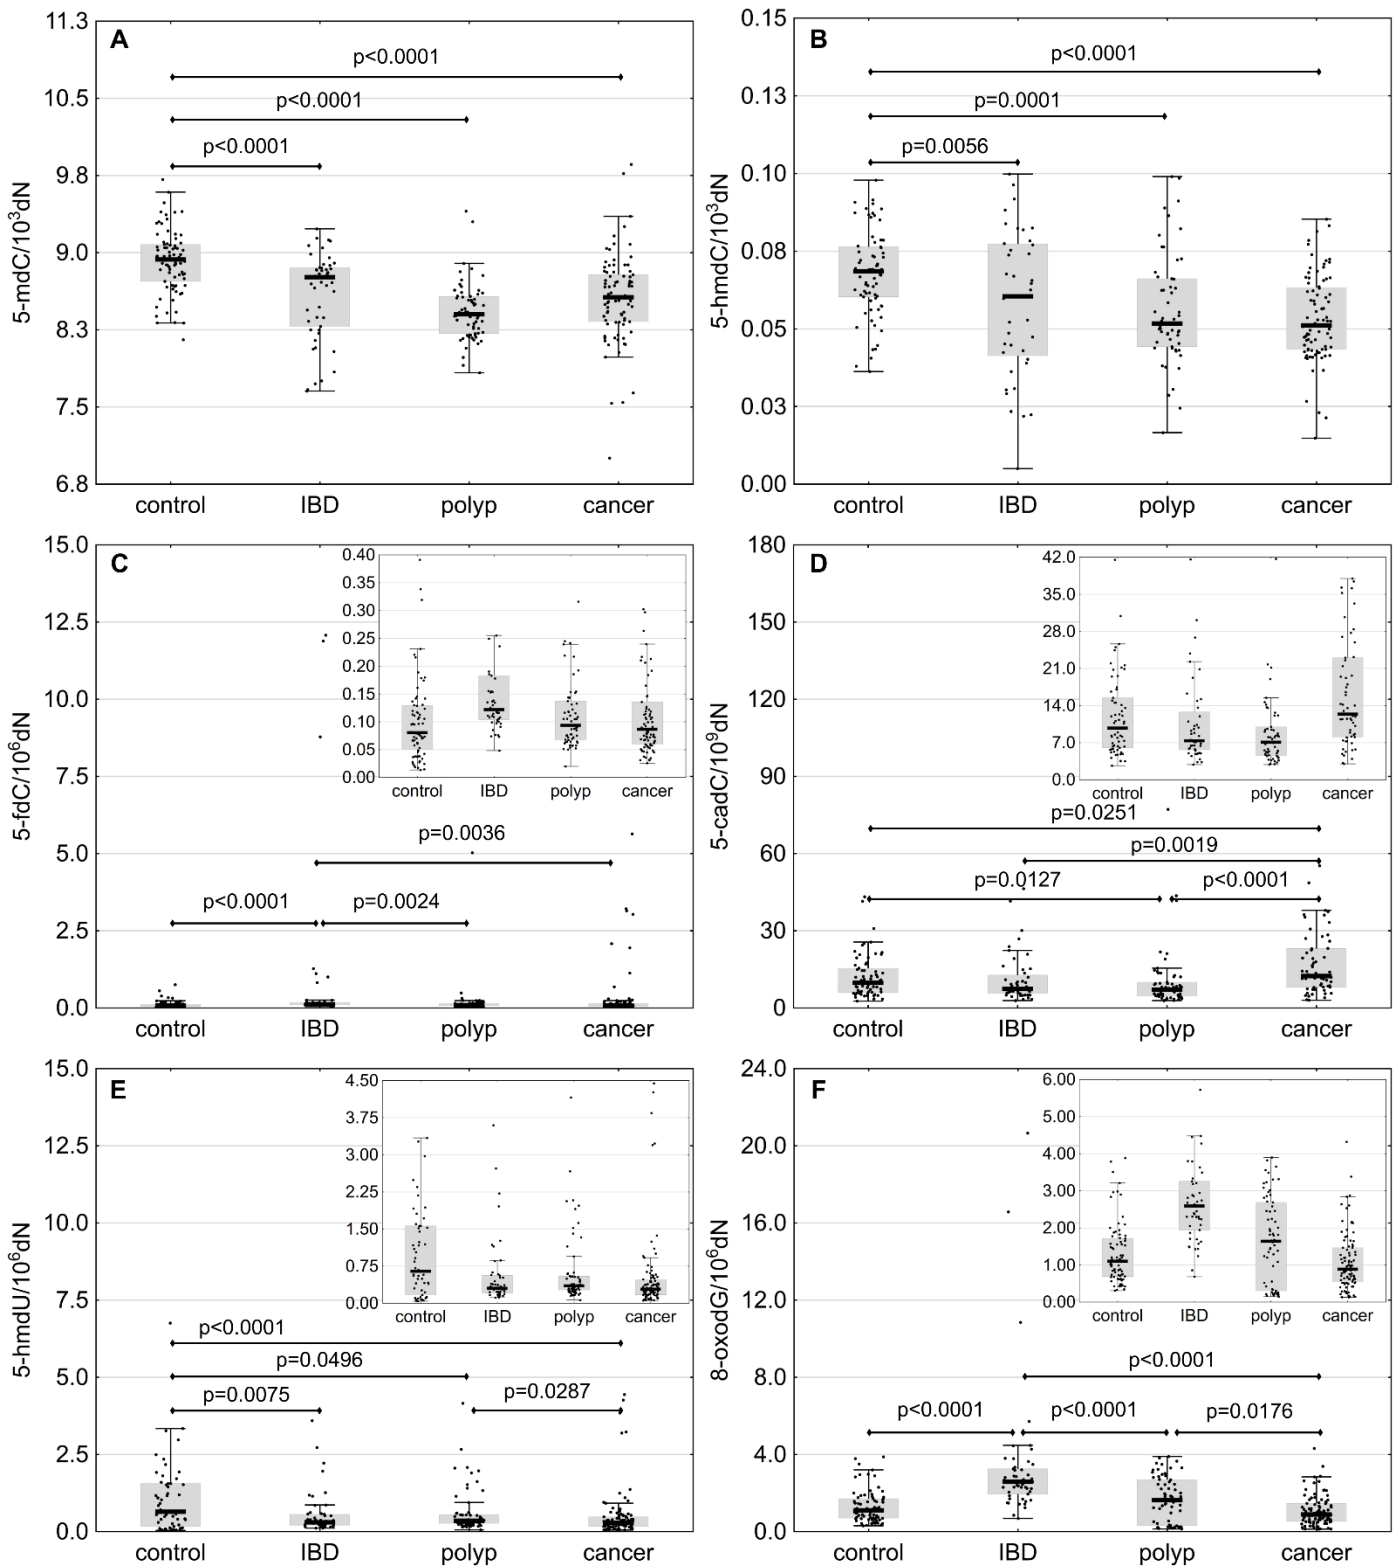 A
11.3
10.5
9.8
9.0
8.3
7.5
6.8
5-mdC/10³dN
p<0.0001
p<0.0001
p<0.0001
control IBD polyp cancer
B
0.15
0.13
0.10
0.08
0.05
0.03
0.00
5-hmdC/10³dN
p<0.0001
p=0.0001
p=0.0056
control IBD polyp cancer
C
15.0
12.5
10.0
7.5
5.0
2.5
0.0
5-fdC/10⁶dN
0.40
0.35
0.30
0.25
0.20
0.15
0.10
0.05
0.00
control IBD polyp cancer
p=0.0036
p<0.0001 p=0.0024
control IBD polyp cancer
D
180
150
120
90
60
30
0
5-cadC/10⁹dN
42.0
35.0
28.0
21.0
14.0
7.0
0.0
control IBD polyp cancer
p=0.0251
p=0.0019
p=0.0127 p<0.0001
control IBD polyp cancer
E
15.0
12.5
10.0
7.5
5.0
2.5
0.0
5-hmdU/10⁶dN
4.50
3.75
3.00
2.25
1.50
0.75
0.00
control IBD polyp cancer
p<0.0001
p=0.0496
p=0.0075 p=0.0287
control IBD polyp cancer
F
24.0
20.0
16.0
12.0
8.0
4.0
0.0
8-oxodG/10⁶dN
6.00
5.00
4.00
3.00
2.00
1.00
0.00
control IBD polyp cancer
p<0.0001
p<0.0001 p<0.0001 p=0.0176
control IBD polyp cancer